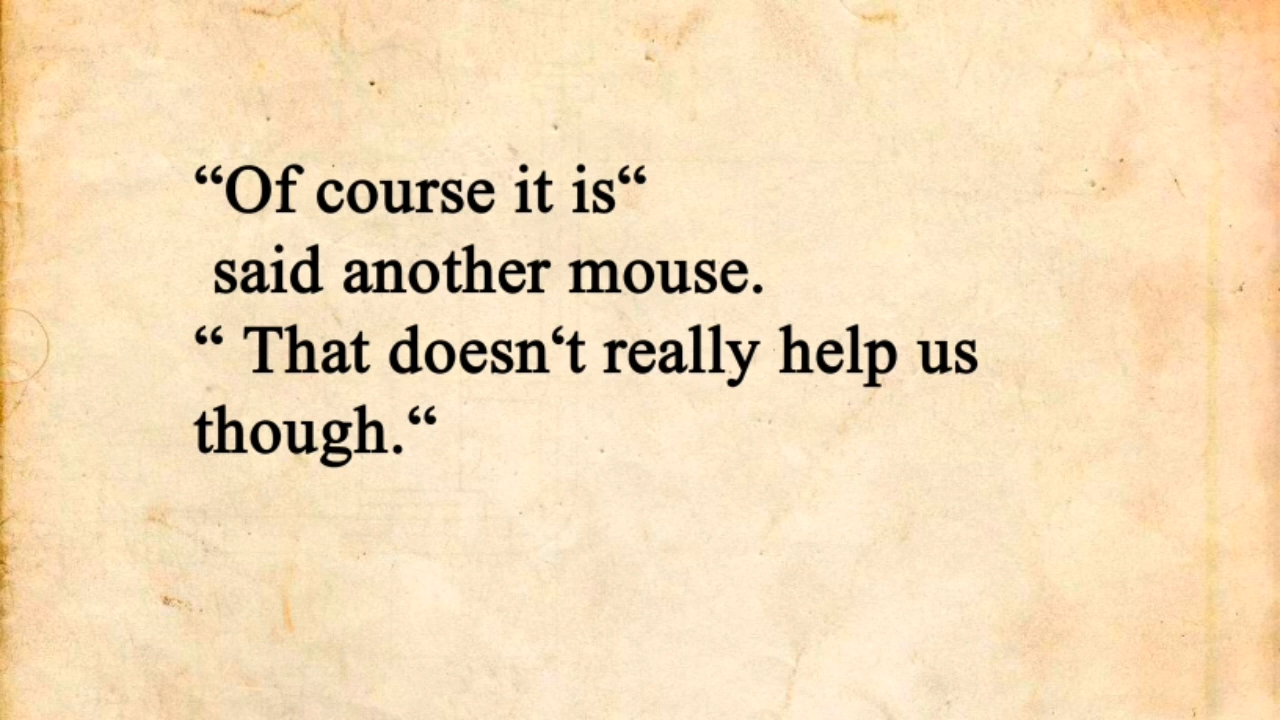 “Of course it is“
said another mouse.
“ That doesn‘t really help us
though.“